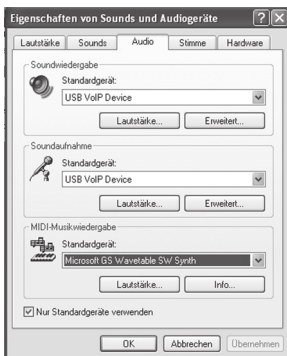 Eigenschaften von Sounds und Audiogeräte
Lautstärke Sounds Audio Stimme Hardware
Soundwiedergabe
Standardgerät:
USB VoIP Device
Lautstärke... Erweitert...
Soundaufnahme
Standardgerät:
USB VoIP Device
Lautstärke... Erweitert...
MIDI-Musikwiedergabe
Standardgerät:
Microsoft GS Wavetable SW Synth
Lautstärke... Info...
Nur Standardgeräte verwenden
OK Abbrechen Übernehmen